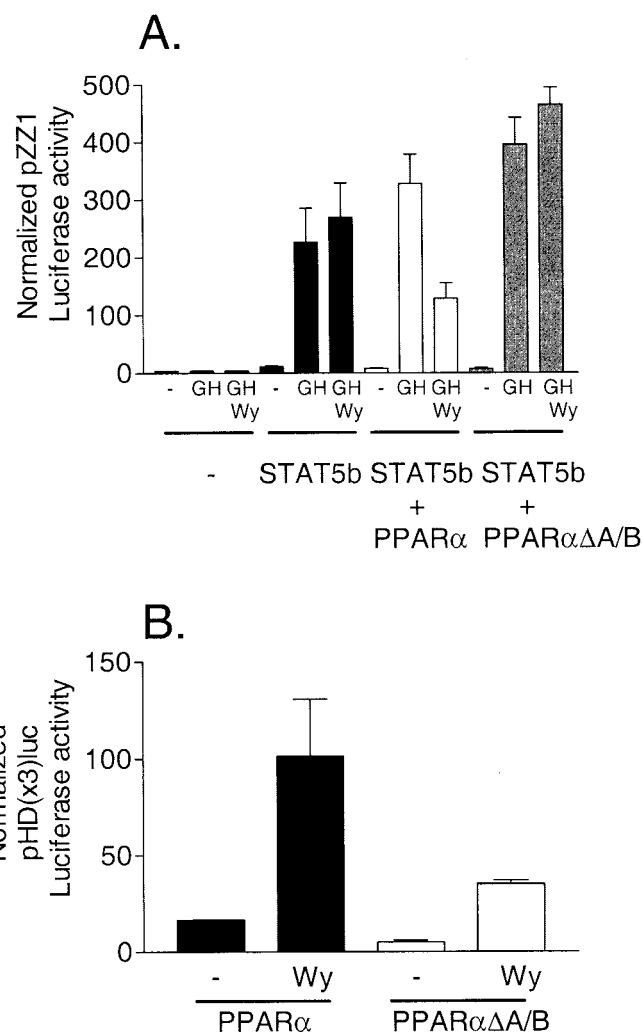 A.
Normalized pZZ1
Luciferase activity
500
400
300
200
100
0
- GH GH - GH GH - GH GH - GH GH
Wy Wy Wy Wy
- STAT5b STAT5b STAT5b
+ +
PPARα PPARαΔA/B
B.
Normalized
pHD(x3)luc
Luciferase activity
150
100
50
0
- Wy - Wy
PPARα PPARαΔA/B